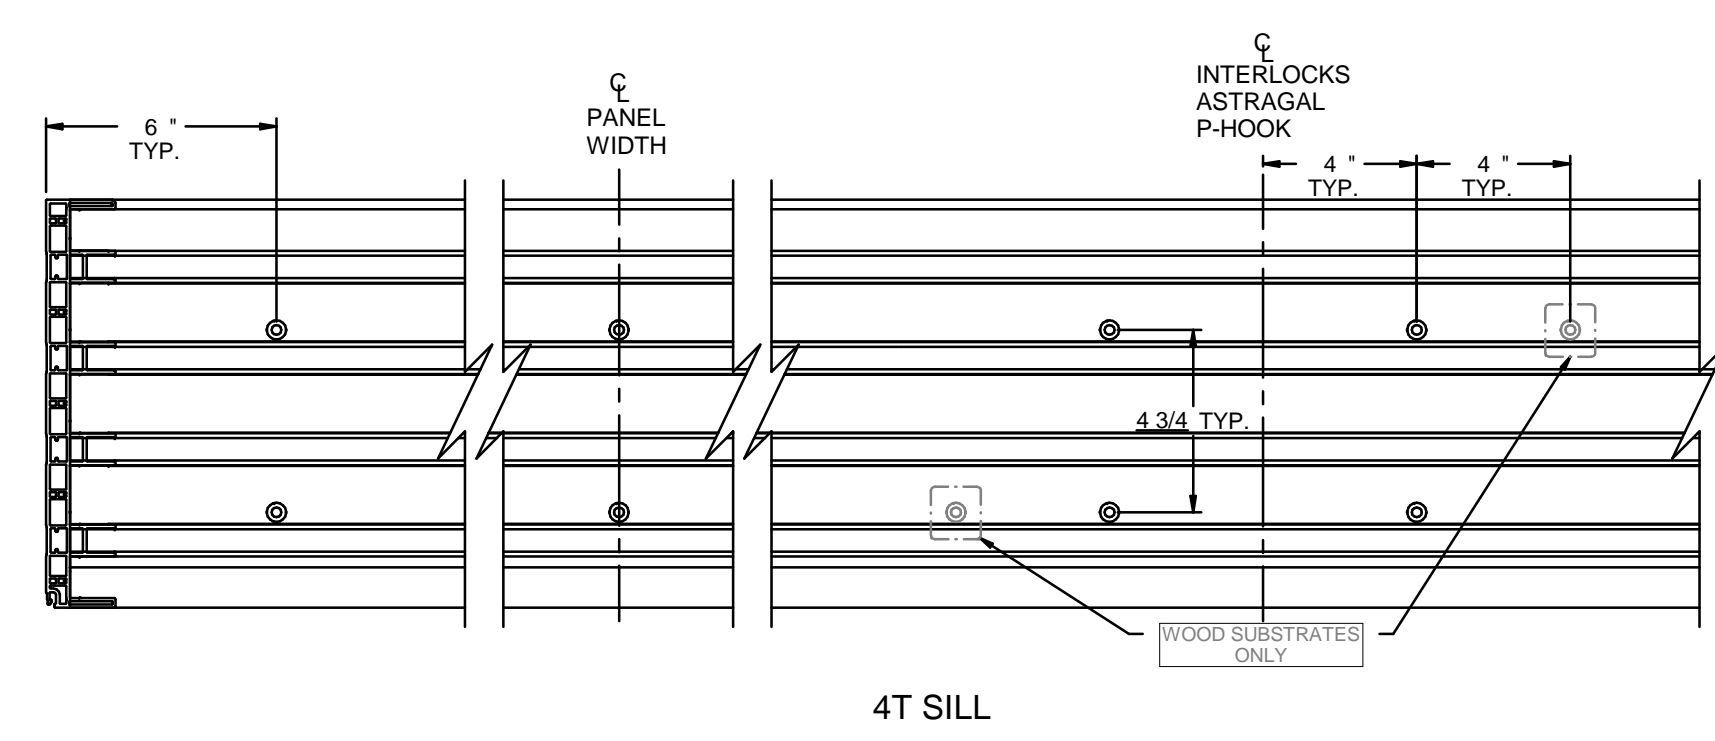 ℄
INTERLOCKS
ASTRAGAL
P-HOOK
℄
PANEL
WIDTH
6 "
TYP.
4 "
TYP.
4 "
TYP.
4 3/4 TYP.
WOOD SUBSTRATES
ONLY
4T SILL